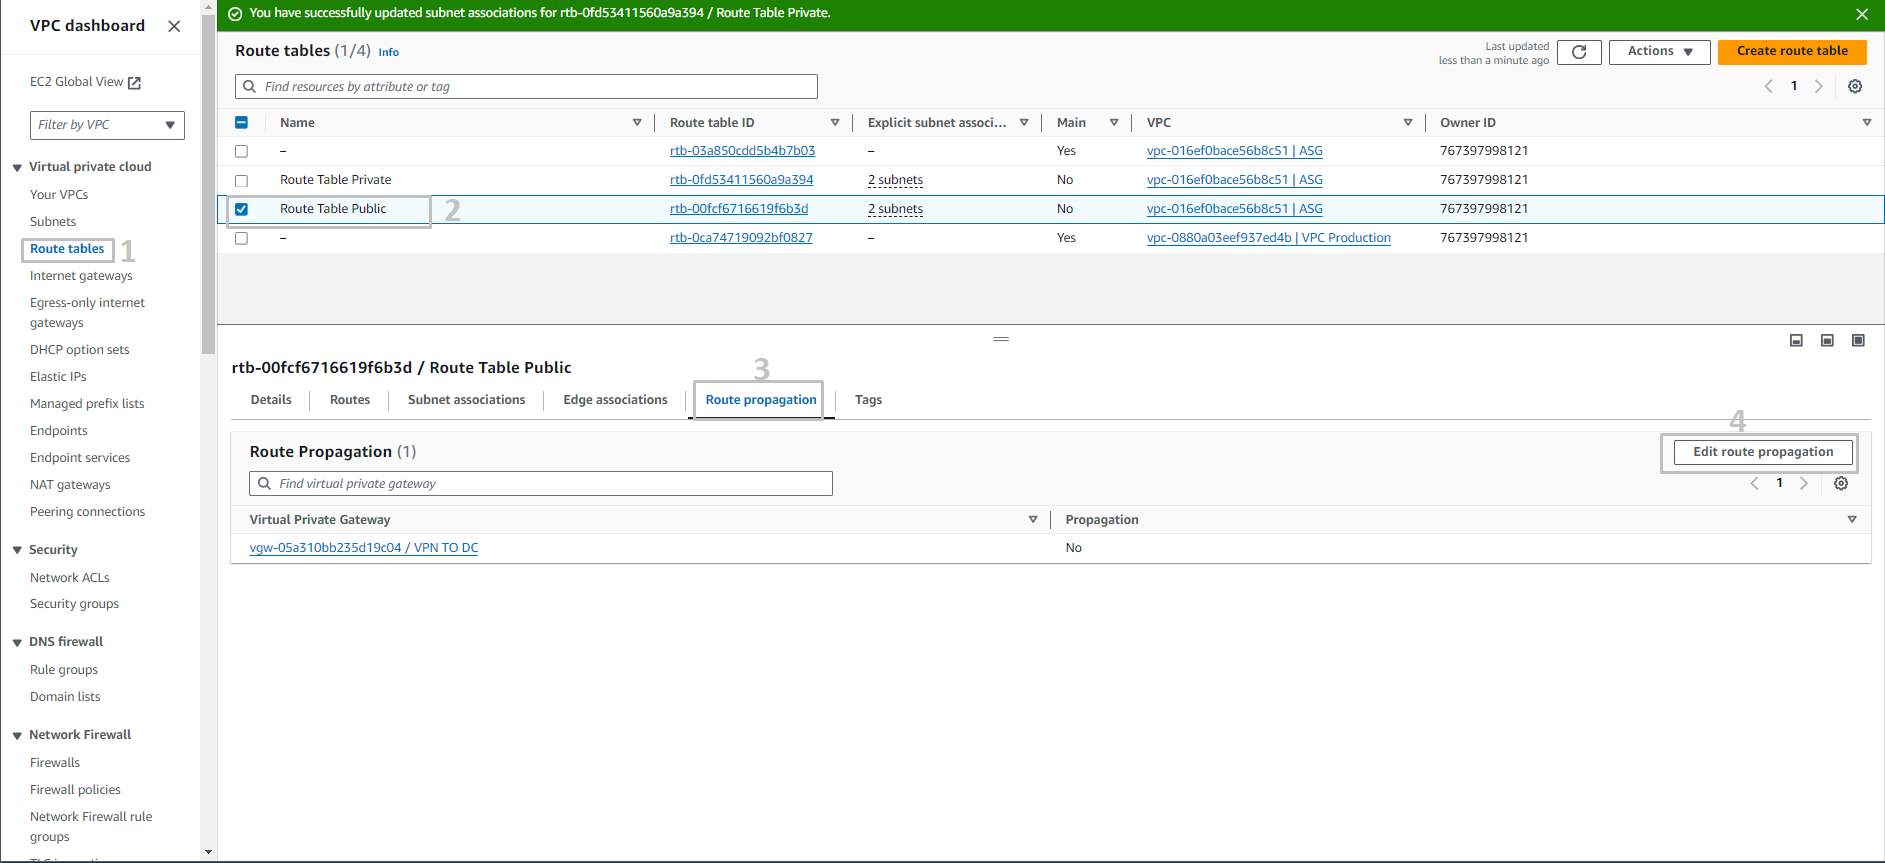 You have successfully updated subnet associations for rtb-0fd53411560a9a394 / Route Table Private.
VPC dashboard
EC2 Global View
Filter by VPC
Virtual private cloud
Your VPCs
Subnets
Route tables 1
Internet gateways
Egress-only internet
gateways
DHCP option sets
Elastic IPs
Managed prefix lists
Endpoints
Endpoint services
NAT gateways
Peering connections
Security
Network ACLs
Security groups
DNS firewall
Rule groups
Domain lists
Network Firewall
Firewalls
Firewall policies
Network Firewall rule
groups
Route tables (1/4) Info
Last updated
less than a minute ago
Actions
Create route table
Find resources by attribute or tag
1
Name Route table ID Explicit subnet associ... Main VPC Owner ID
– rtb-03a850cdd5b4b7b03 – Yes vpc-016ef0bace56b8c51 | ASG 767397998121
Route Table Private rtb-0fd53411560a9a394 2 subnets No vpc-016ef0bace56b8c51 | ASG 767397998121
Route Table Public 2 rtb-00fcf6716619f6b3d 2 subnets No vpc-016ef0bace56b8c51 | ASG 767397998121
– rtb-0ca74719092bf0827 – Yes vpc-0880a03eef937ed4b | VPC Production 767397998121
rtb-00fcf6716619f6b3d / Route Table Public
3
Details Routes Subnet associations Edge associations Route propagation Tags
4
Route Propagation (1)
Edit route propagation
Find virtual private gateway
1
Virtual Private Gateway Propagation
vgw-05a310bb235d19c04 / VPN TO DC No